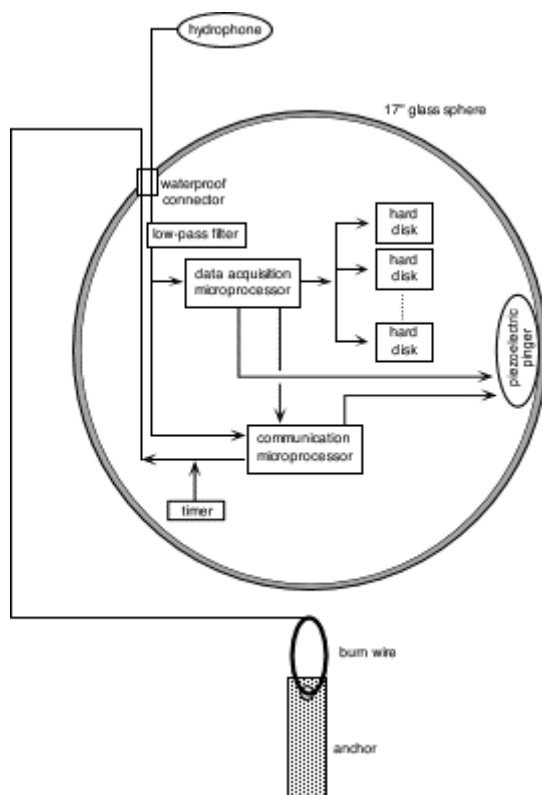 hydrophone
17" glass sphere
waterproof
connector
low-pass filter
hard
disk
data acquisition
microprocessor
hard
disk
hard
disk
piezoelectric
pinger
communication
microprocessor
timer
burn wire
anchor